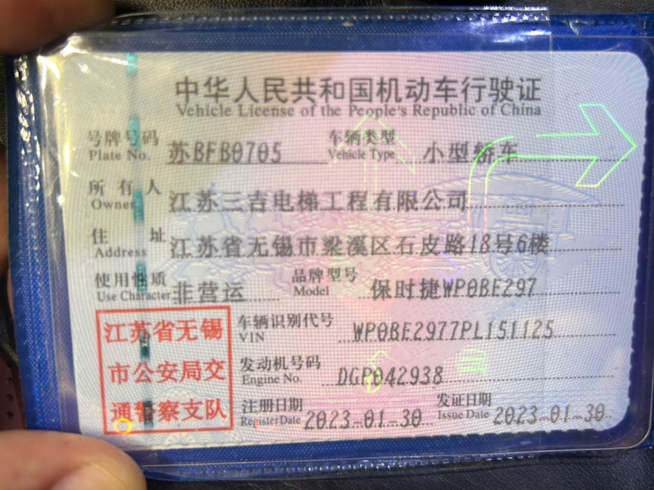 中华人民共和国机动车行驶证
Vehicle License of the People's Republic of China
号牌号码 苏BFB0705 车辆类型 小型轿车
Plate No. Vehicle Type
所有人 江苏三吉电梯工程有限公司
Owner
住址 江苏省无锡市梁溪区石皮路18号6楼
Address
使用性质 非营运 品牌型号 保时捷WP0BE297
Use Character Model
江苏省无锡 车辆识别代号 WP0BE2977PL151125
VIN
市公安局交 发动机号码 DGP042938
Engine No.
通警察支队 注册日期 2023-01-30 发证日期 2023-01-30
Register Date Issue Date